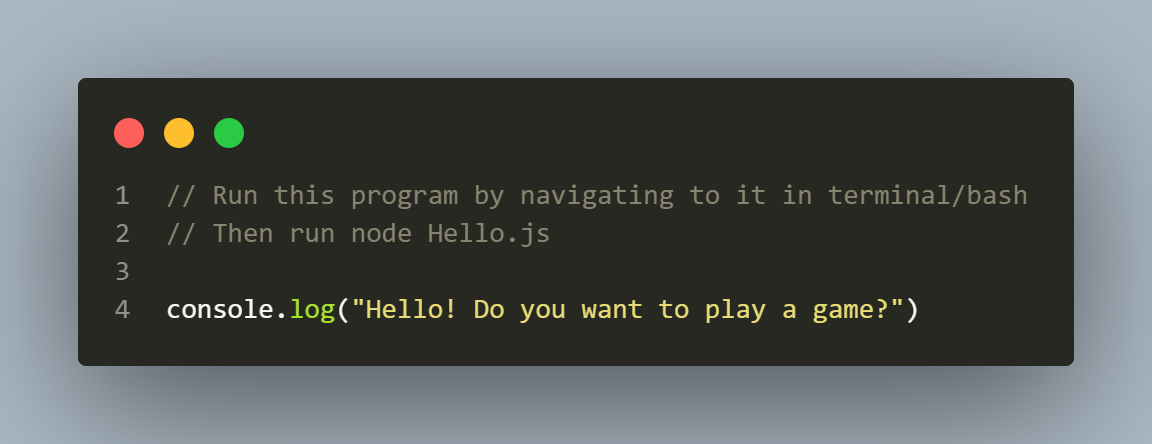 1 // Run this program by navigating to it in terminal/bash
2 // Then run node Hello.js
3
4 console.log("Hello! Do you want to play a game?")